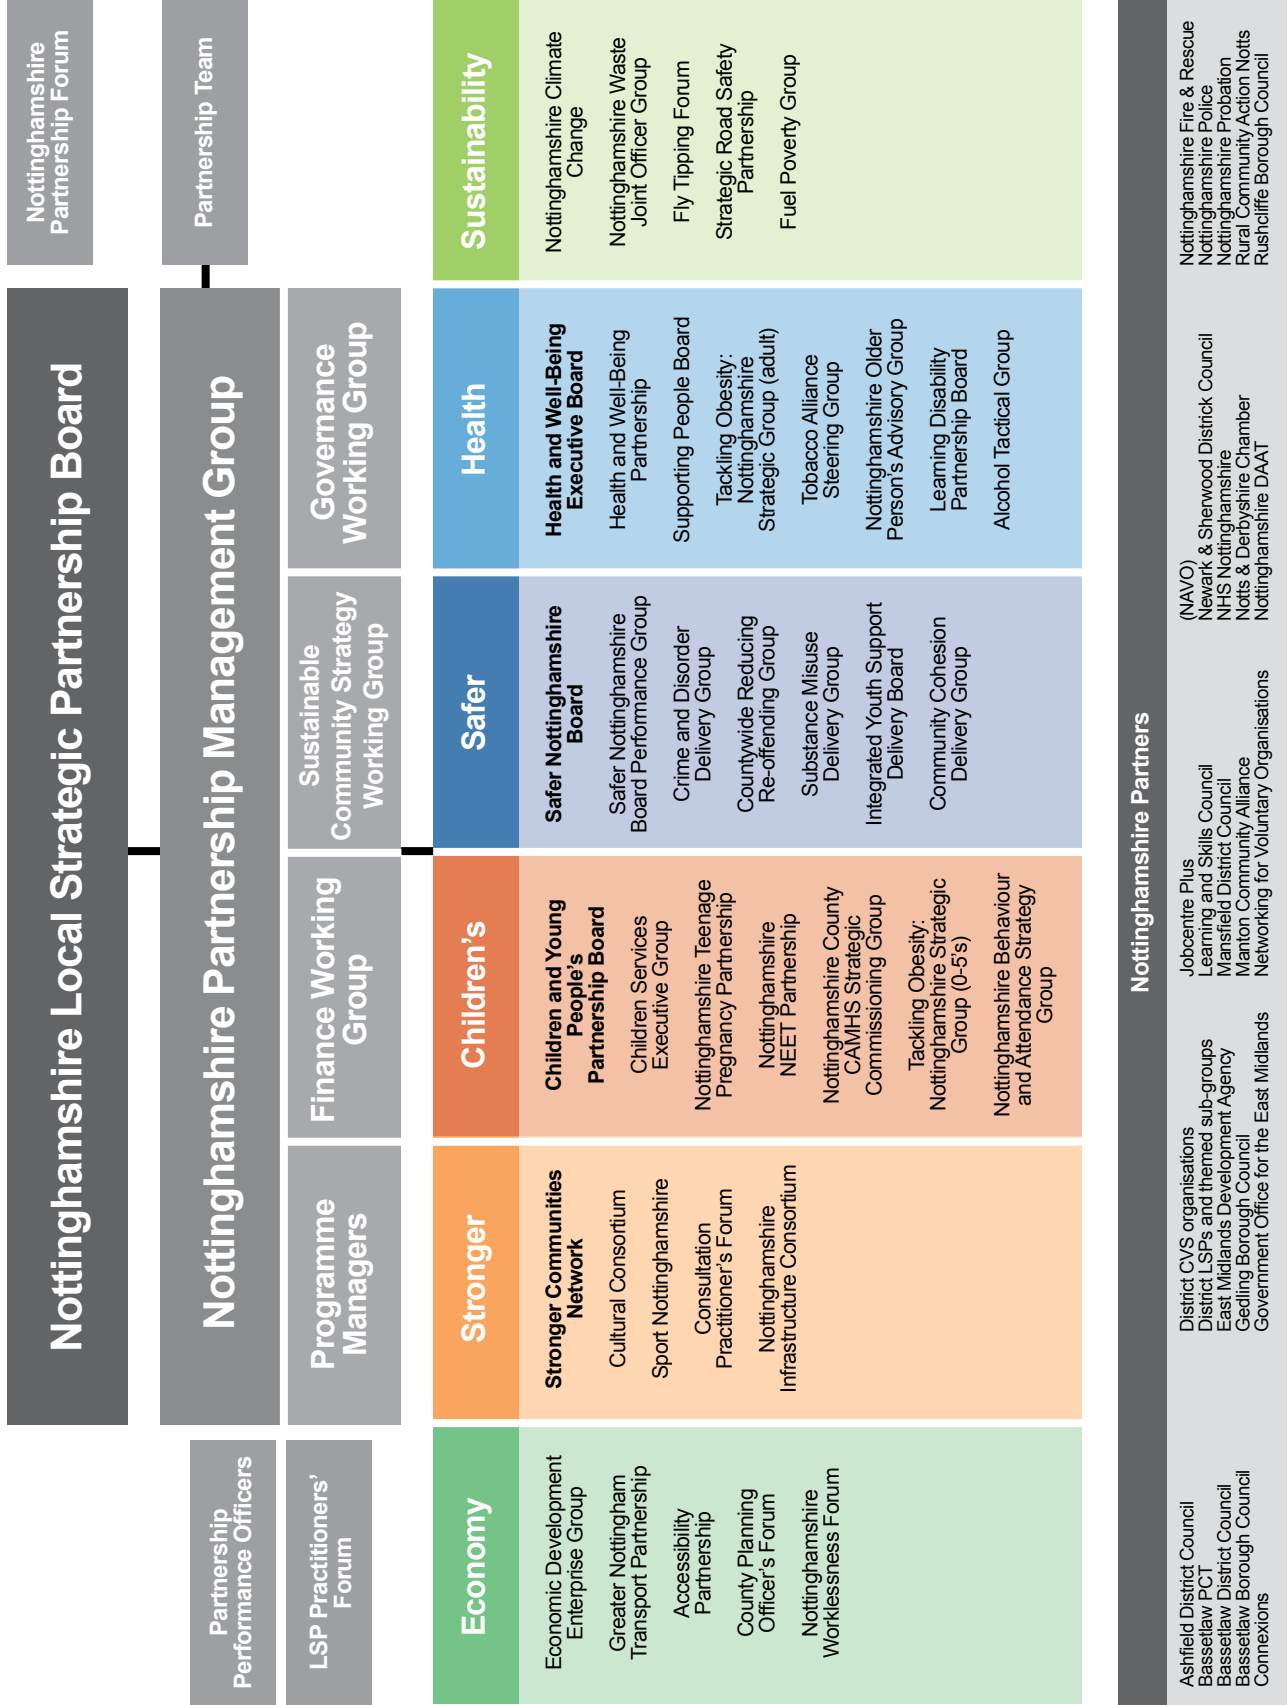 Nottinghamshire Local Strategic Partnership Board
Nottinghamshire
Partnership Forum
Nottinghamshire Partnership Management Group
Partnership Team
Partnership
Performance Officers
LSP Practitioners’
Forum
Programme
Managers
Finance Working
Group
Sustainable
Community Strategy
Working Group
Governance
Working Group
Economy
Economic Development
Enterprise Group
Greater Nottingham
Transport Partnership
Accessibility
Partnership
County Planning
Officer’s Forum
Nottinghamshire
Worklessness Forum
Stronger
Stronger Communities
Network
Cultural Consortium
Sport Nottinghamshire
Consultation
Practitioner’s Forum
Nottinghamshire
Infrastructure Consortium
Children’s
Children and Young
People’s
Partnership Board
Children Services
Executive Group
Nottinghamshire Teenage
Pregnancy Partnership
Nottinghamshire
NEET Partnership
Nottinghamshire County
CAMHS Strategic
Commissioning Group
Tackling Obesity:
Nottinghamshire Strategic
Group (0-5’s)
Nottinghamshire Behaviour
and Attendance Strategy
Group
Safer
Safer Nottinghamshire
Board
Safer Nottinghamshire
Board Performance Group
Crime and Disorder
Delivery Group
Countywide Reducing
Re-offending Group
Substance Misuse
Delivery Group
Integrated Youth Support
Delivery Board
Community Cohesion
Delivery Group
Health
Health and Well-Being
Executive Board
Health and Well-Being
Partnership
Supporting People Board
Tackling Obesity:
Nottinghamshire
Strategic Group (adult)
Tobacco Alliance
Steering Group
Nottinghamshire Older
Person’s Advisory Group
Learning Disability
Partnership Board
Alcohol Tactical Group
Sustainability
Nottinghamshire Climate
Change
Nottinghamshire Waste
Joint Officer Group
Fly Tipping Forum
Strategic Road Safety
Partnership
Fuel Poverty Group
Nottinghamshire Partners
Ashfield District Council
Bassetlaw PCT
Bassetlaw District Council
Bassetlaw Borough Council
Connexions
District CVS organisations
District LSPs and themed sub-groups
East Midlands Development Agency
Gedling Borough Council
Government Office for the East Midlands
Jobcentre Plus
Learning and Skills Council
Mansfield District Council
Manton Community Alliance
Networking for Voluntary Organisations
(NAVO)
Newark & Sherwood District Council
NHS Nottinghamshire
Notts & Derbyshire Chamber
Nottinghamshire DAAT
Nottinghamshire Fire & Rescue
Nottinghamshire Police
Nottinghamshire Probation
Rural Community Action Notts
Rushcliffe Borough Council